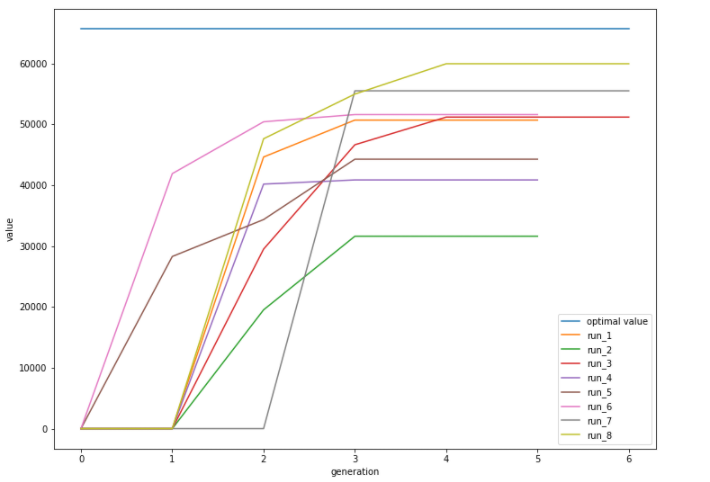 60000
50000
40000
30000
20000
10000
0
value
0 1 2 3 4 5 6
generation
optimal value
run_1
run_2
run_3
run_4
run_5
run_6
run_7
run_8